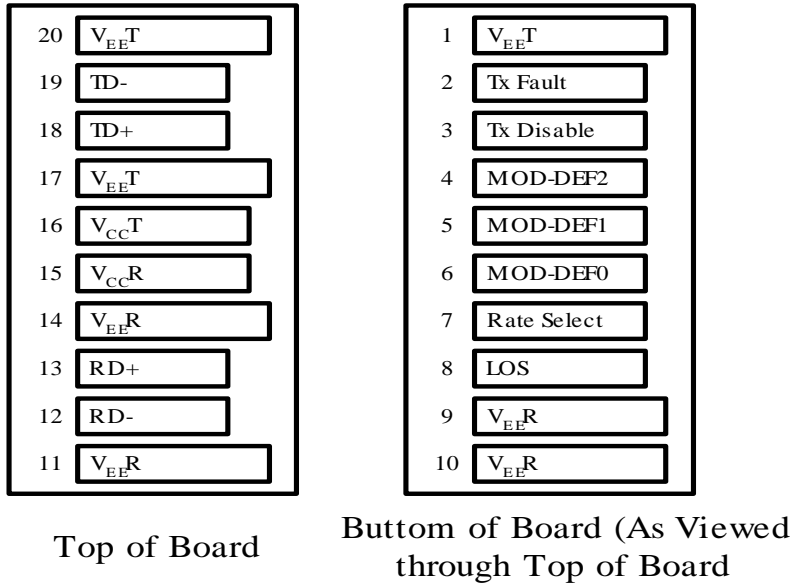 20 VEET
19 TD-
18 TD+
17 VEET
16 VCCT
15 VCCR
14 VEER
13 RD+
12 RD-
11 VEER
Top of Board
1 VEET
2 Tx Fault
3 Tx Disable
4 MOD-DEF2
5 MOD-DEF1
6 MOD-DEF0
7 Rate Select
8 LOS
9 VEER
10 VEER
Buttom of Board (As Viewed
through Top of Board